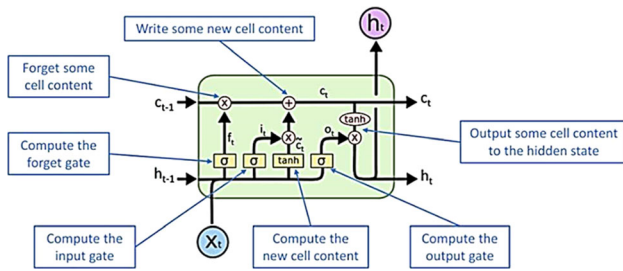 Write some new cell content
hₜ
Forget some
cell content
cₜ₋₁
x
+
cₜ
cₜ
tanh
fₜ
iₜ
x
c̃ₜ
oₜ
x
Output some cell content
to the hidden state
Compute the
forget gate
σ
σ
tanh
σ
hₜ₋₁
hₜ
Xₜ
Compute the
input gate
Compute the
new cell content
Compute the
output gate